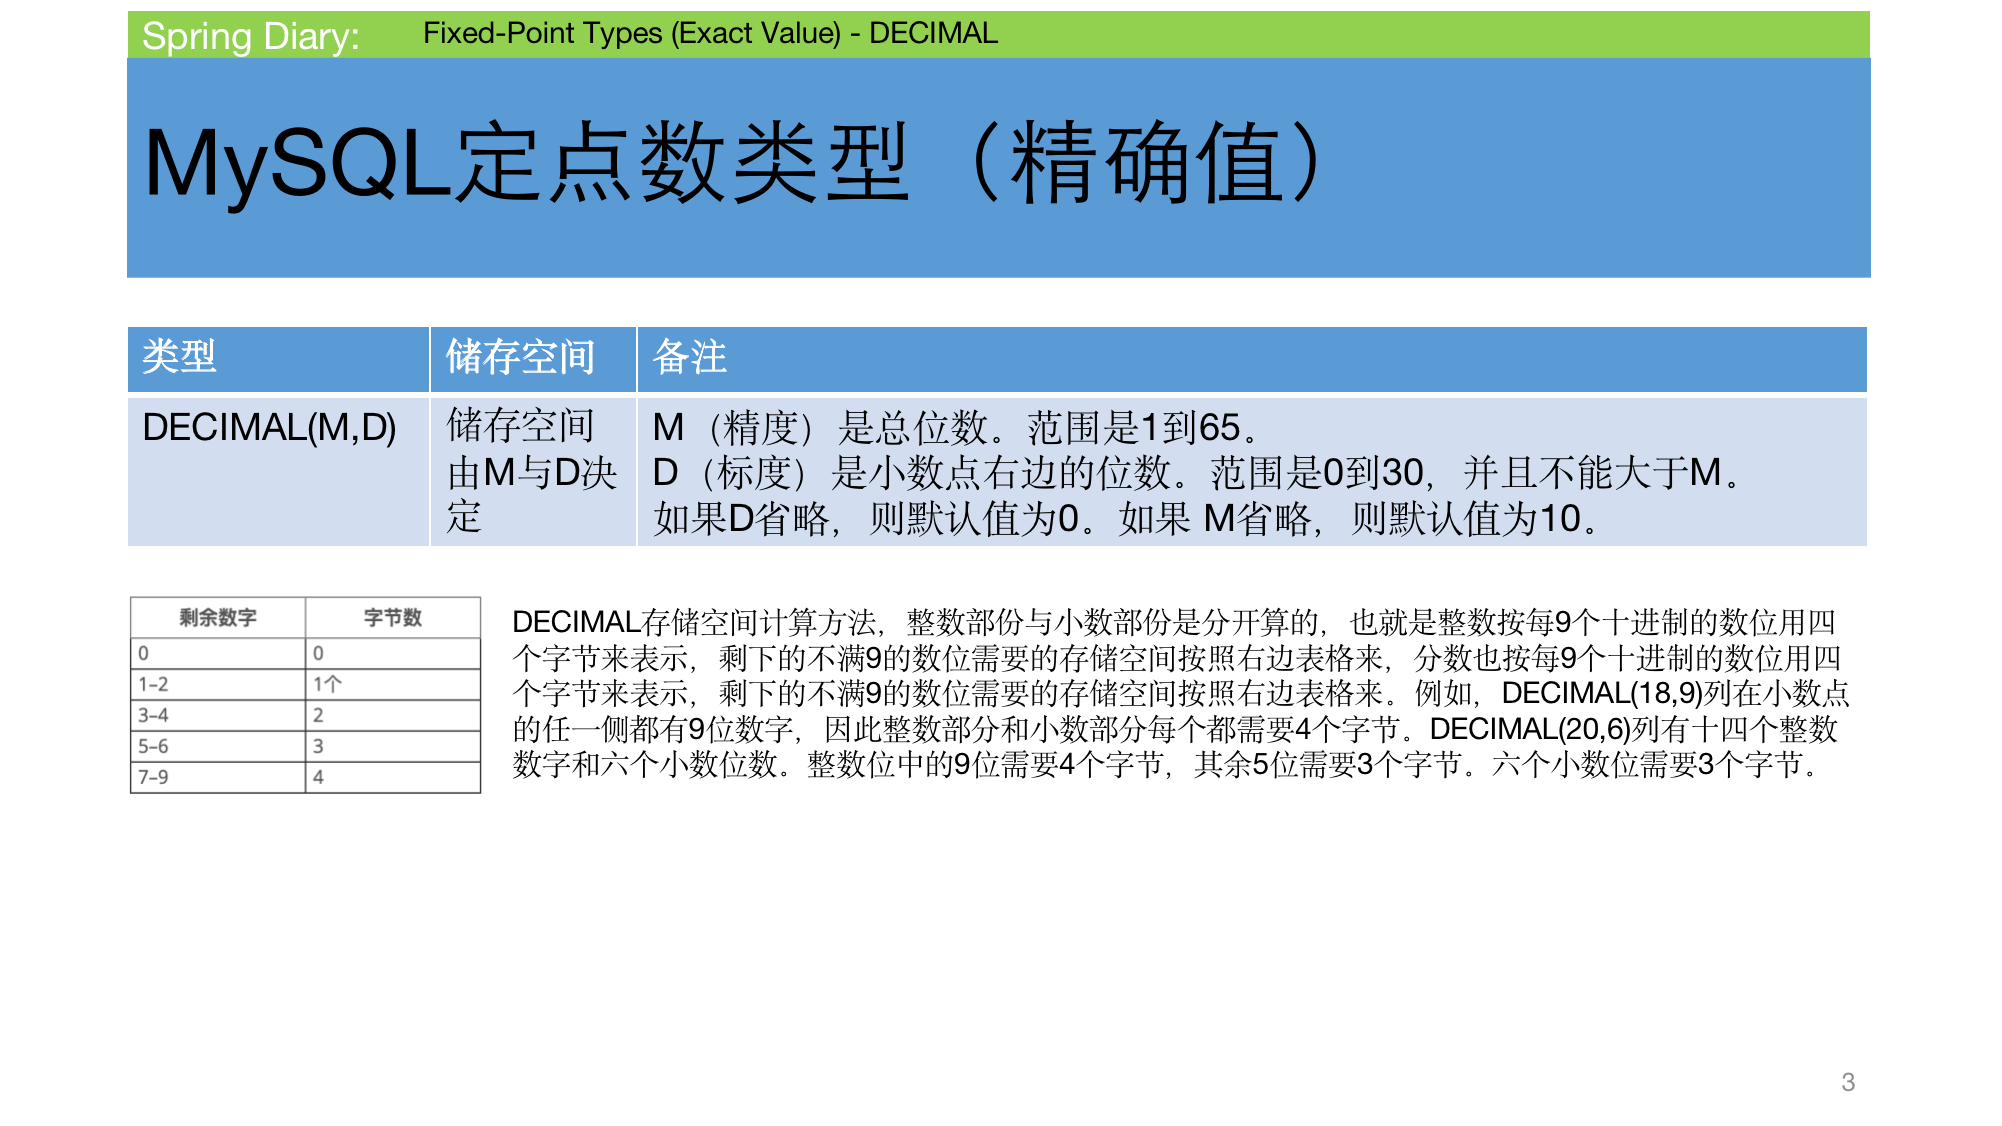 Spring Diary: Fixed-Point Types (Exact Value) - DECIMAL
MySQL定点数类型（精确值）
类型 储存空间 备注
DECIMAL(M,D) 储存空间由M与D决定 M（精度）是总位数。范围是1到65。
D（标度）是小数点右边的位数。范围是0到30，并且不能大于M。
如果D省略，则默认值为0。如果 M省略，则默认值为10。
剩余数字 字节数
0 0
1-2 1个
3-4 2
5-6 3
7-9 4
DECIMAL存储空间计算方法，整数部份与小数部份是分开算的，也就是整数按每9个十进制的数位用四
个字节来表示，剩下的不满9的数位需要的存储空间按照右边表格来，分数也按每9个十进制的数位用四
个字节来表示，剩下的不满9的数位需要的存储空间按照右边表格来。例如，DECIMAL(18,9)列在小数点
的任一侧都有9位数字，因此整数部分和小数部分每个都需要4个字节。DECIMAL(20,6)列有十四个整数
数字和六个小数位数。整数位中的9位需要4个字节，其余5位需要3个字节。六个小数位需要3个字节。
3